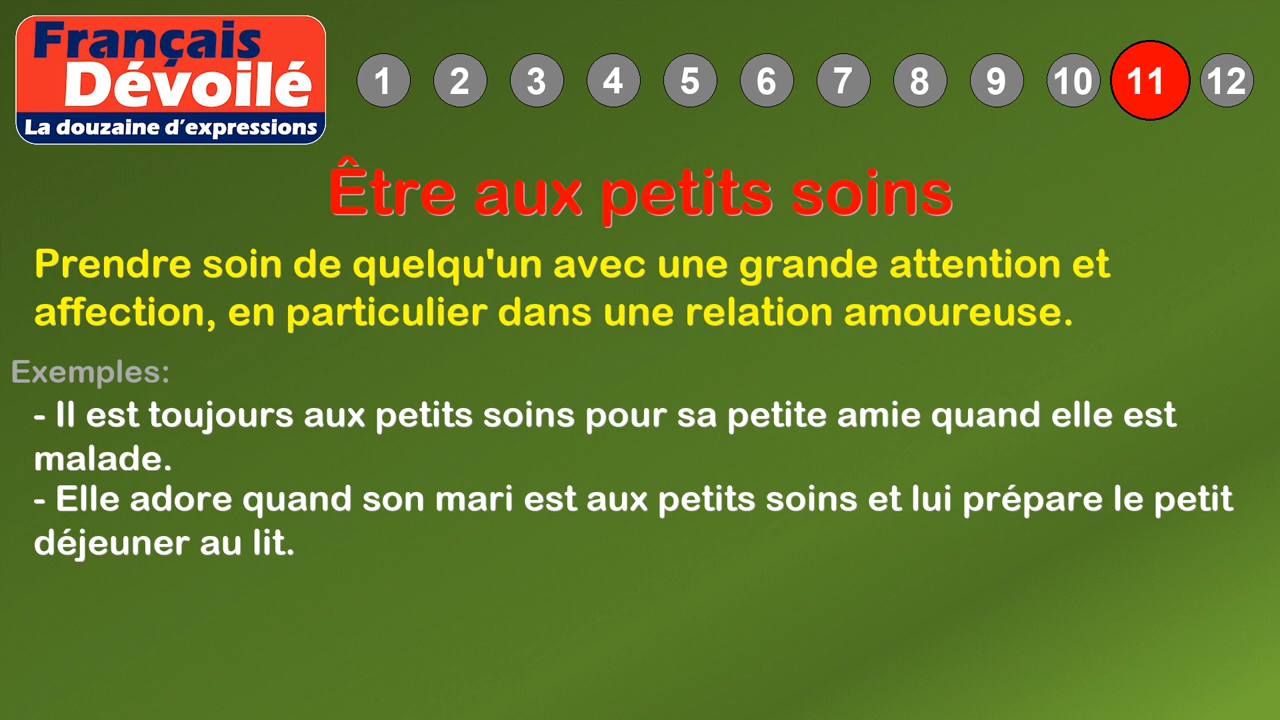 Français
Dévoilé
La douzaine d'expressions
1 2 3 4 5 6 7 8 9 10 11 12
Être aux petits soins
Prendre soin de quelqu'un avec une grande attention et
affection, en particulier dans une relation amoureuse.
Exemples:
- Il est toujours aux petits soins pour sa petite amie quand elle est
malade.
- Elle adore quand son mari est aux petits soins et lui prépare le petit
déjeuner au lit.